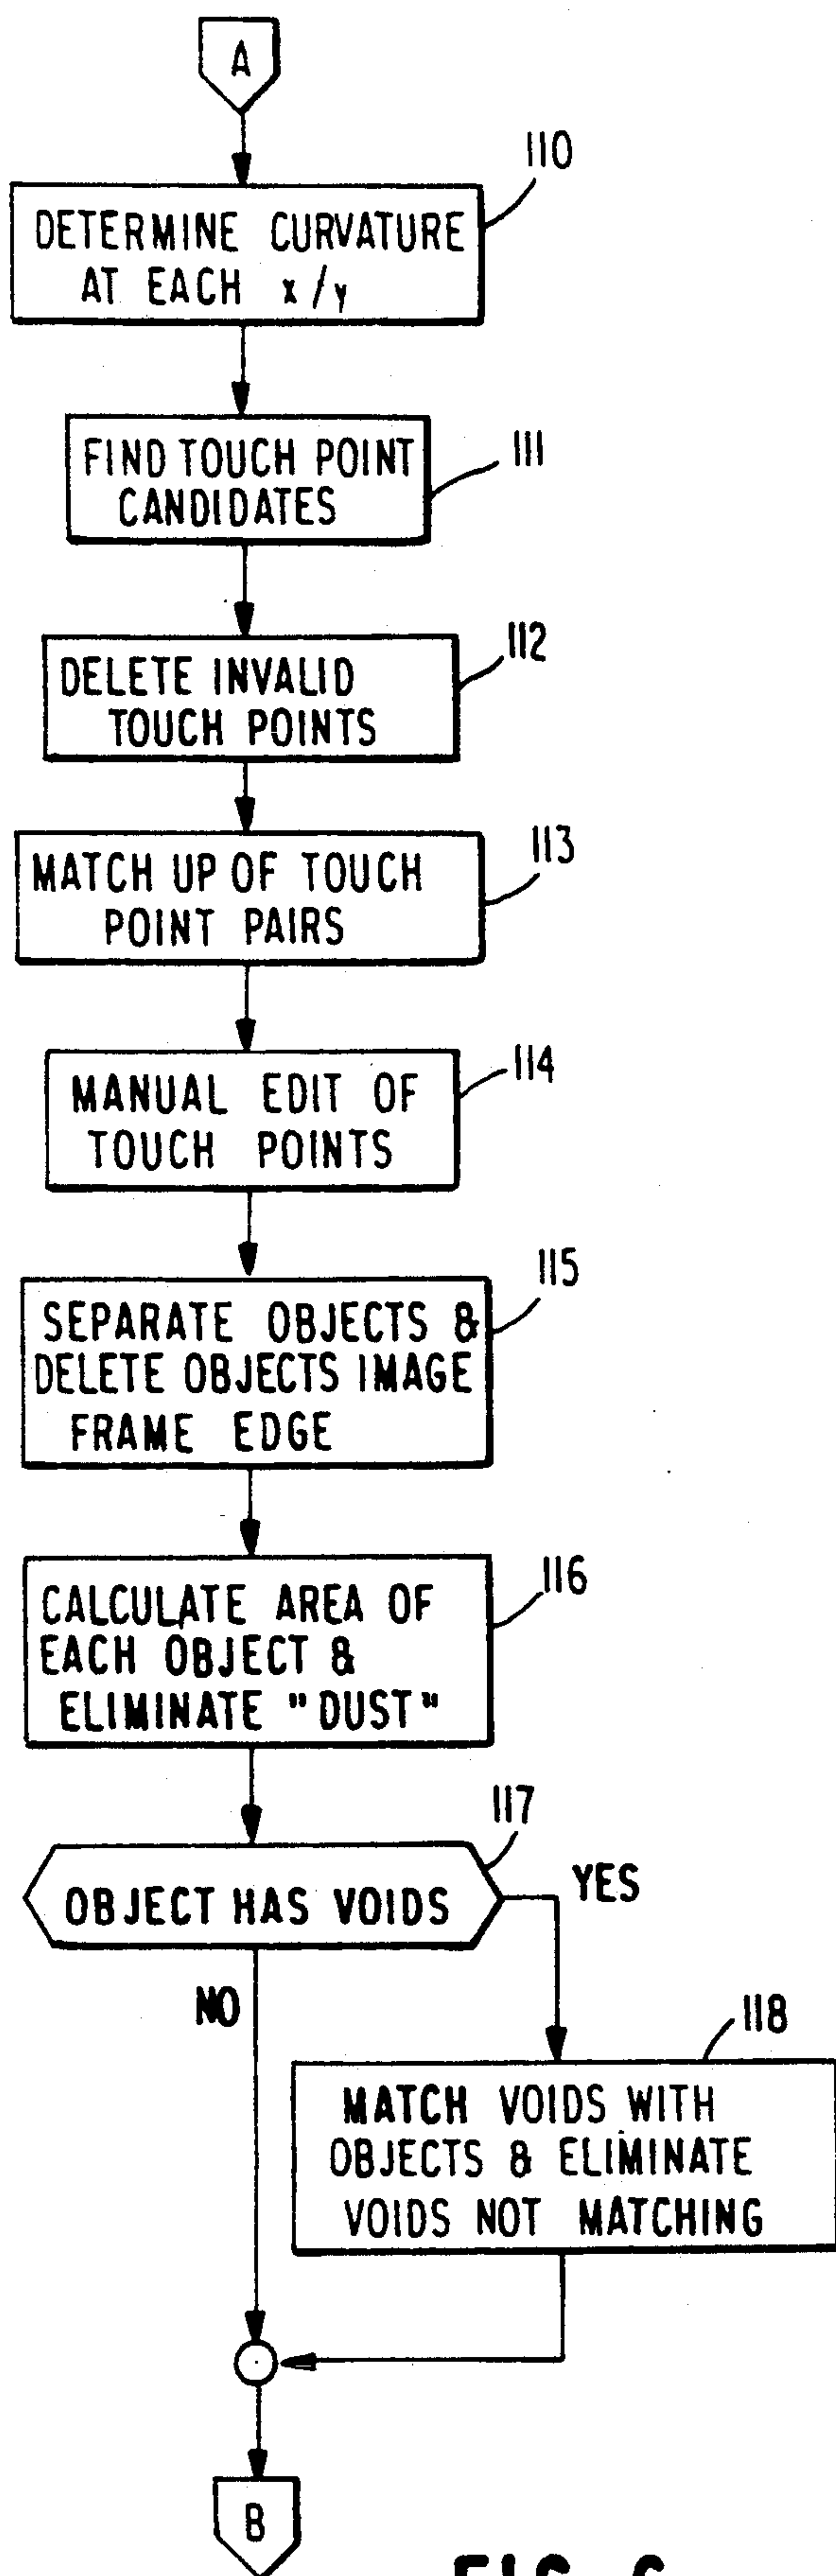 A
110
DETERMINE CURVATURE
AT EACH x/y
FIND TOUCH POINT
CANDIDATES
111
DELETE INVALID
TOUCH POINTS
112
MATCH UP OF TOUCH
POINT PAIRS
113
MANUAL EDIT OF
TOUCH POINTS
114
SEPARATE OBJECTS &
DELETE OBJECTS IMAGE
FRAME EDGE
115
CALCULATE AREA OF
EACH OBJECT &
ELIMINATE "DUST"
116
117
OBJECT HAS VOIDS
YES
NO
118
MATCH VOIDS WITH
OBJECTS & ELIMINATE
VOIDS NOT MATCHING
B